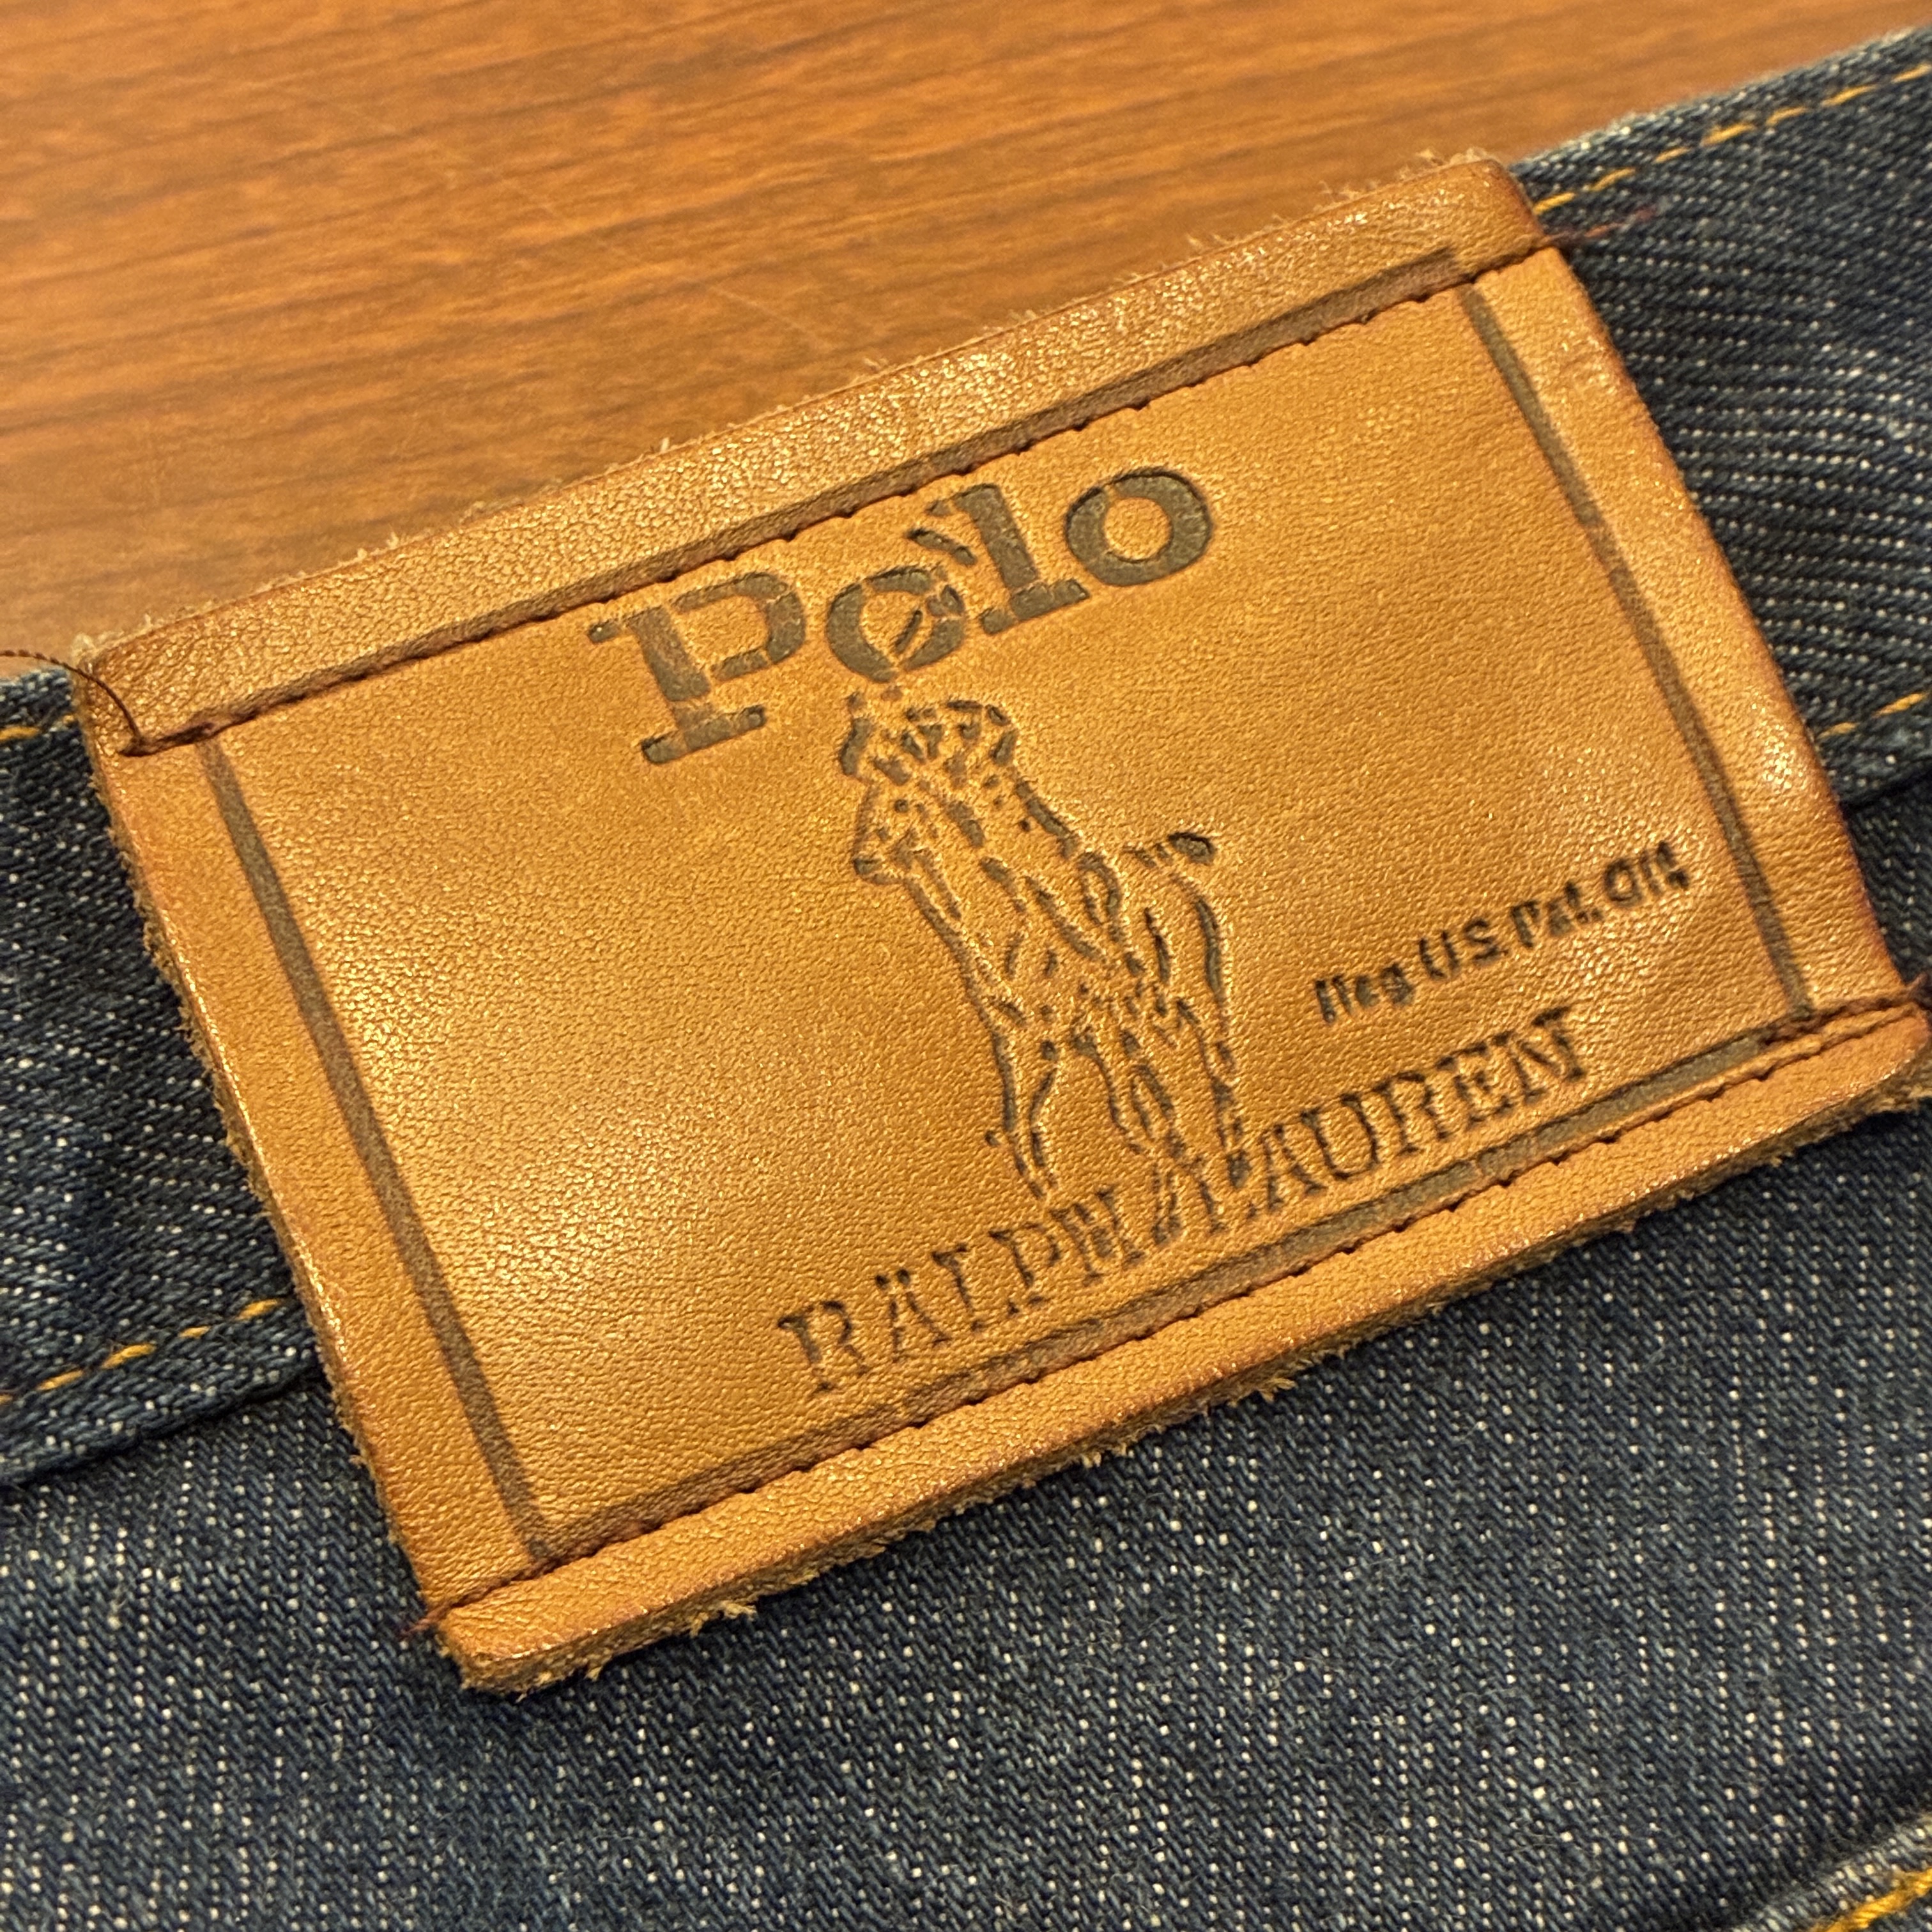 Polo
Reg U.S. Pat. Off.
RALPH LAUREN